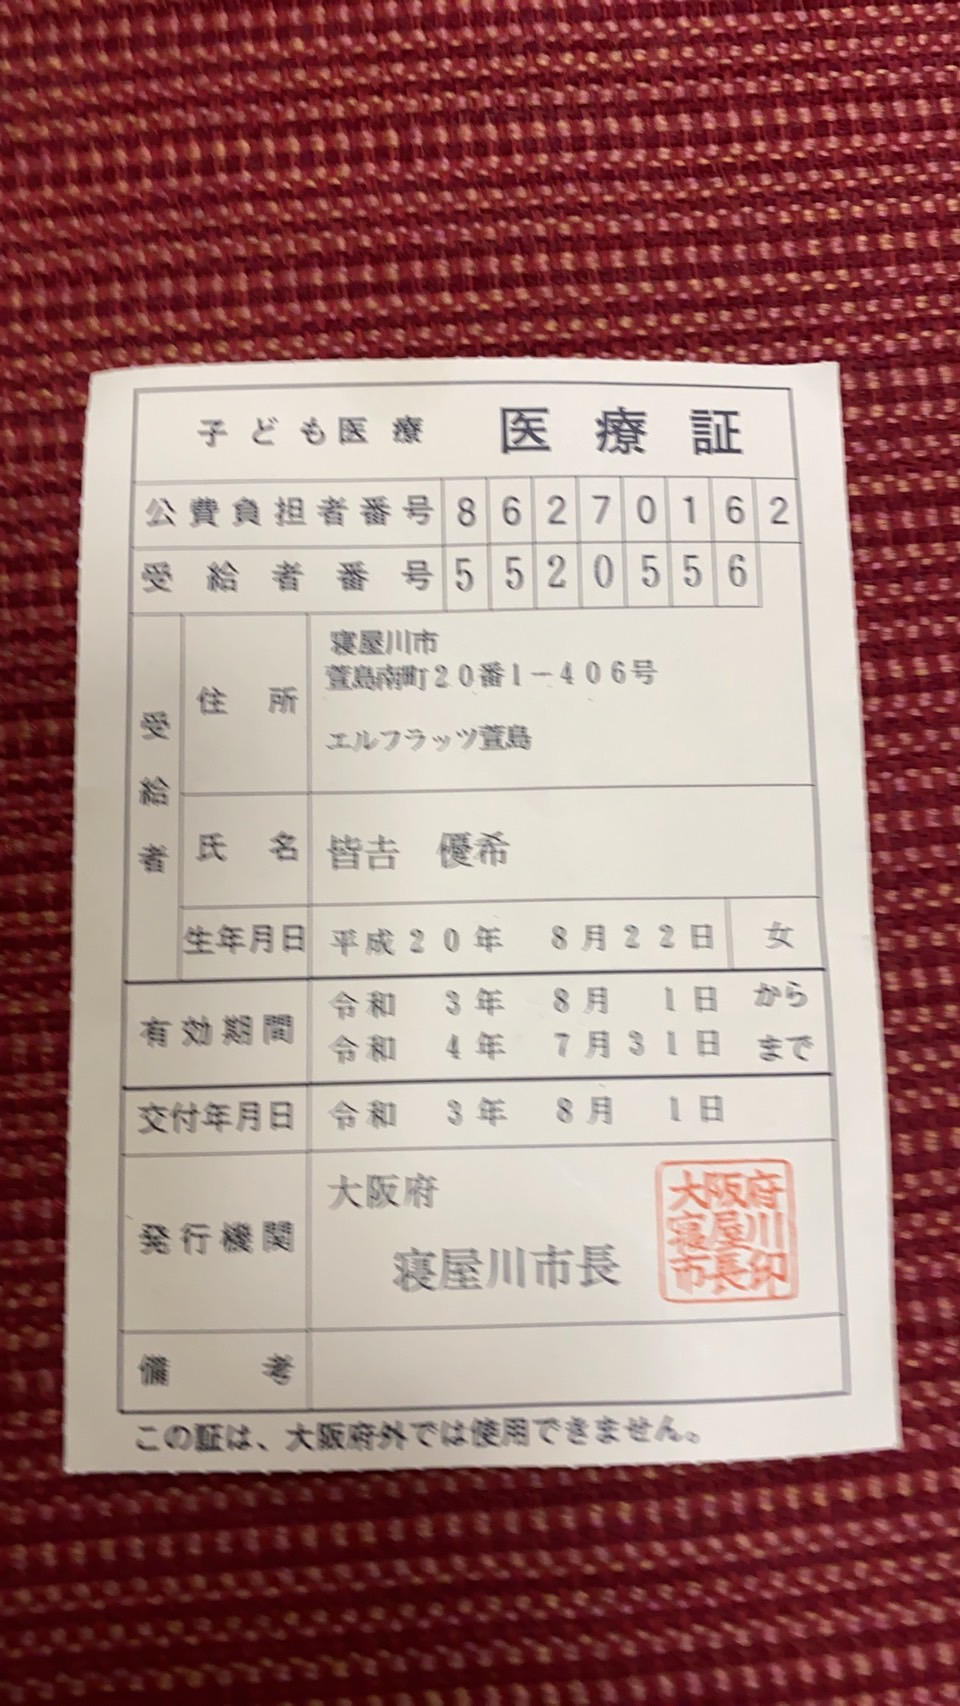 子ども医療 医療証
公費負担者番号 86270162
受給者番号 5520556
受給者
住所 寝屋川市
萱島南町20番1-406号
エルフラッツ萱島
氏名 皆吉 優希
生年月日 平成20年 8月22日 女
有効期間 令和 3年 8月 1日 から
令和 4年 7月31日 まで
交付年月日 令和 3年 8月 1日
発行機関 大阪府
寝屋川市長
大阪府
寝屋川
市長印
備考
この証は、大阪府外では使用できません。